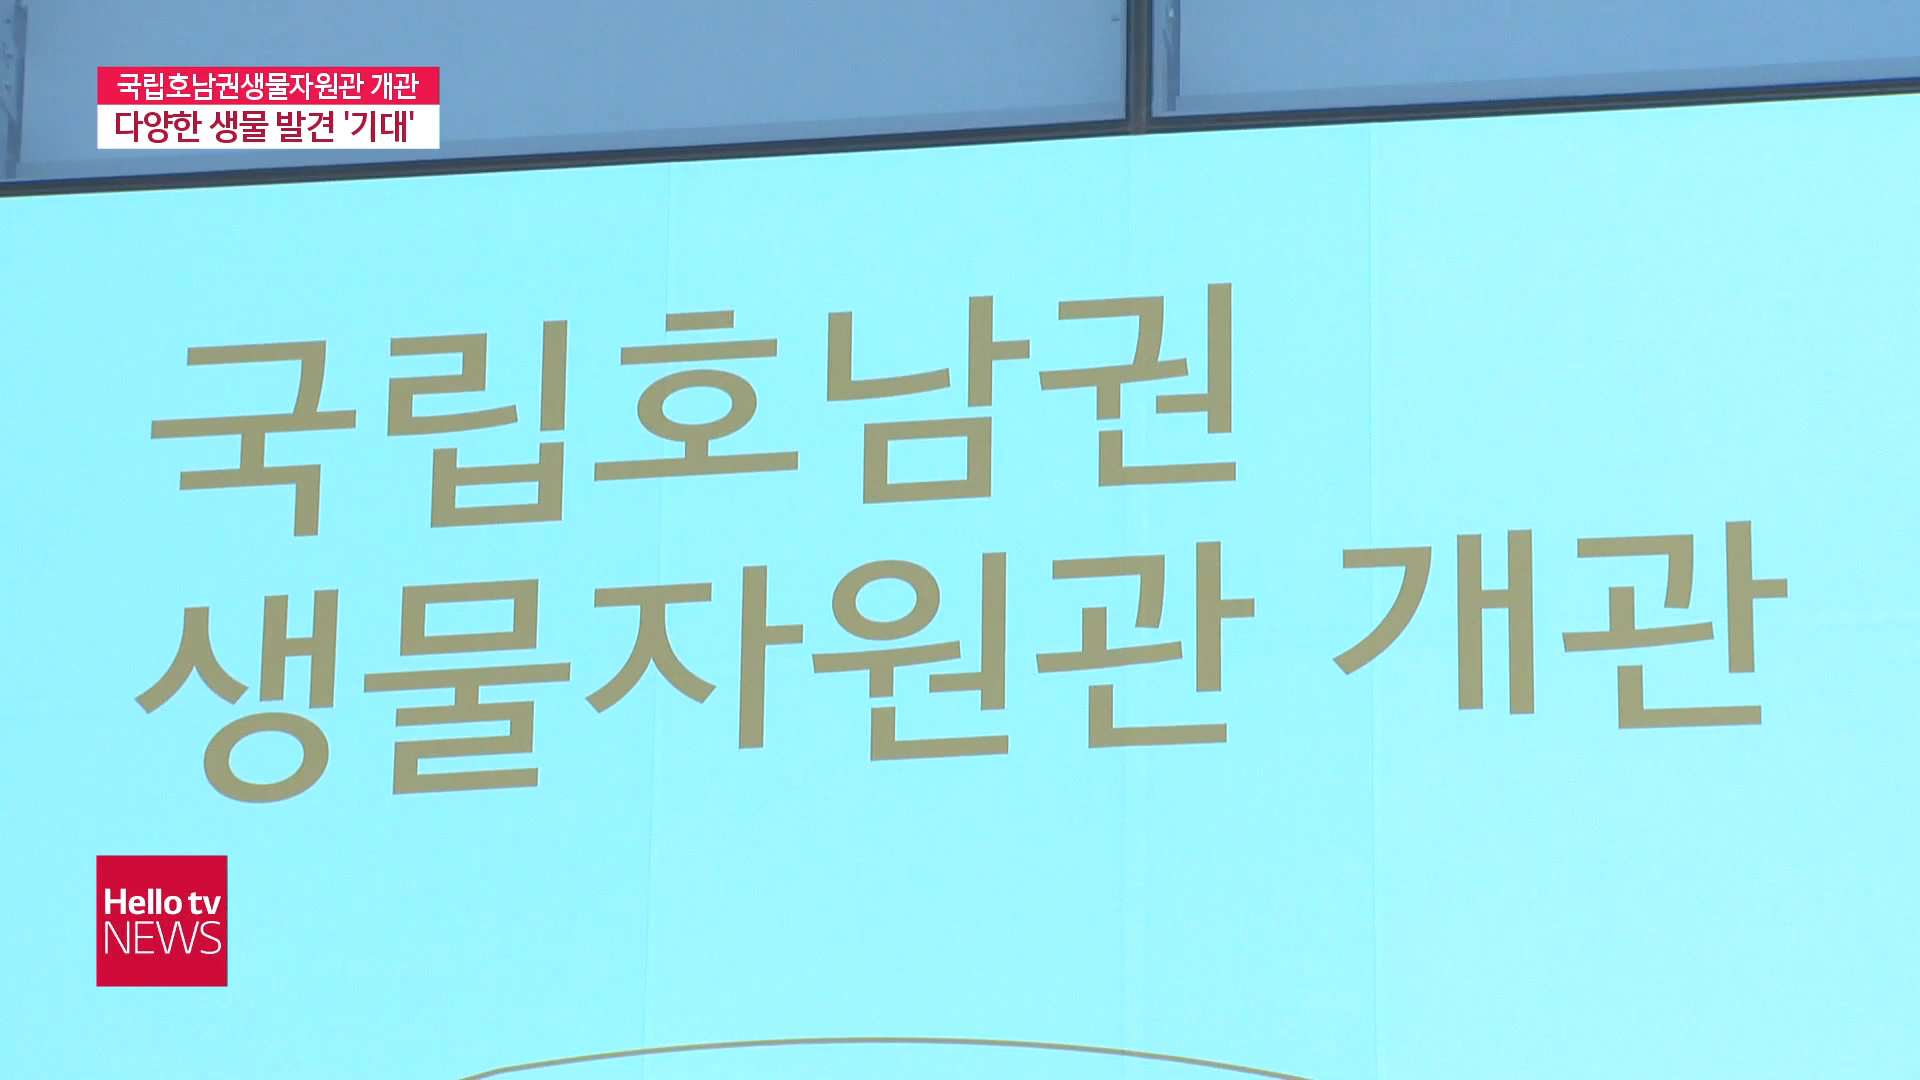 국립호남권생물자원관 개관
다양한 생물 발견 '기대'
국립호남권
생물자원관 개관
Hello tv
NEWS